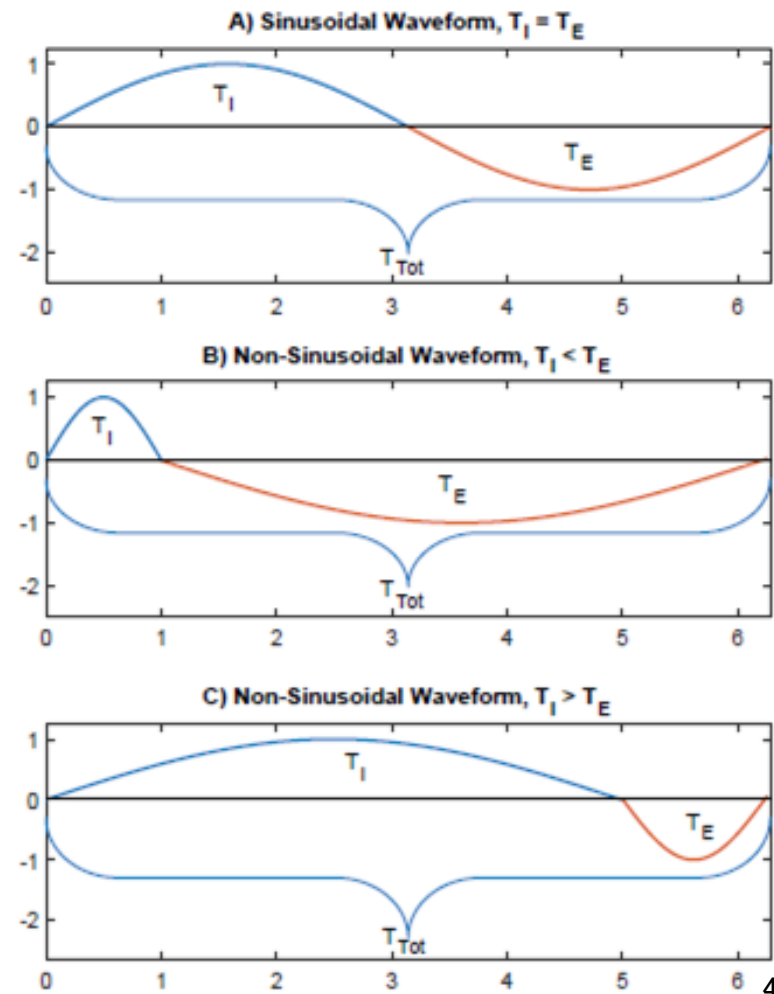 A) Sinusoidal Waveform, T_I = T_E
1
T_I
0
T_E
-1
-2
T_Tot
0 1 2 3 4 5 6
B) Non-Sinusoidal Waveform, T_I < T_E
1
T_I
0
T_E
-1
-2
T_Tot
0 1 2 3 4 5 6
C) Non-Sinusoidal Waveform, T_I > T_E
1
T_I
0
T_E
-1
-2
T_Tot
0 1 2 3 4 5 6
4